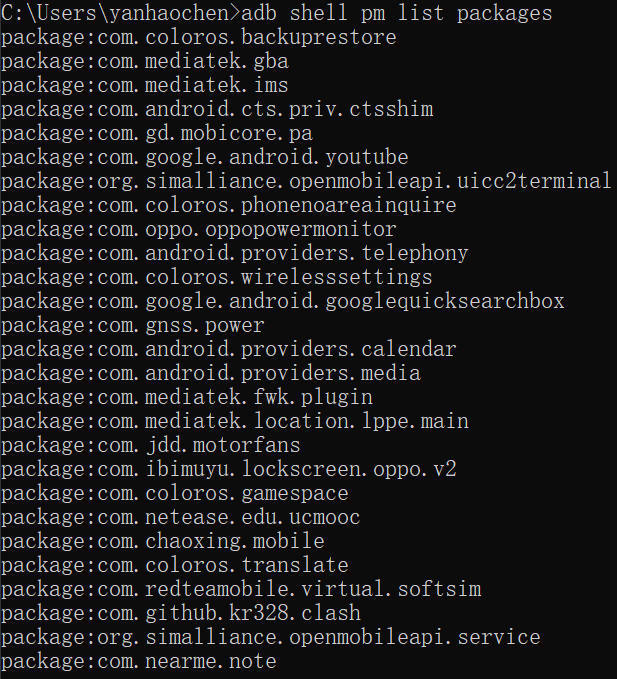 C:\Users\yanhaochen>adb shell pm list packages
package:com.coloros.backuprestore
package:com.mediatek.gba
package:com.mediatek.ims
package:com.android.cts.priv.ctsshim
package:com.gd.mobicore.pa
package:com.google.android.youtube
package:org.simalliance.openmobileapi.uicc2terminal
package:com.coloros.phonenoareainquire
package:com.oppo.oppopowermonitor
package:com.android.providers.telephony
package:com.coloros.wirelesssettings
package:com.google.android.googlequicksearchbox
package:com.gnss.power
package:com.android.providers.calendar
package:com.android.providers.media
package:com.mediatek.fwk.plugin
package:com.mediatek.location.lppe.main
package:com.jdd.motorfans
package:com.ibimuyu.lockscreen.oppo.v2
package:com.coloros.gamespace
package:com.netease.edu.ucmooc
package:com.chaoxing.mobile
package:com.coloros.translate
package:com.redteamobile.virtual.softsim
package:com.github.kr328.clash
package:org.simalliance.openmobileapi.service
package:com.nearme.note